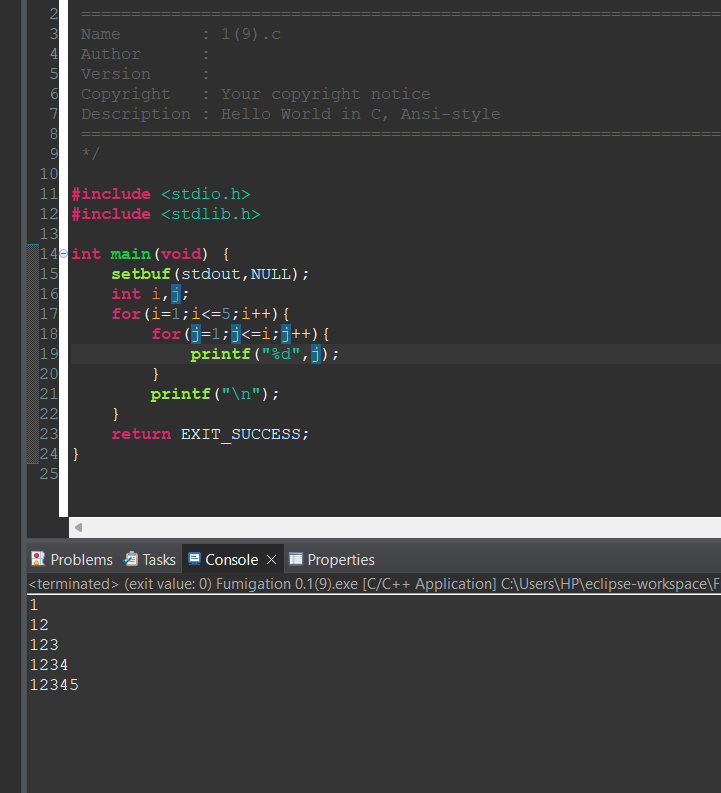 2 ================================================================
3 Name        : 1(9).c
4 Author      :
5 Version     :
6 Copyright   : Your copyright notice
7 Description : Hello World in C, Ansi-style
8 ================================================================
9 */
10
11 #include <stdio.h>
12 #include <stdlib.h>
13
14 int main(void) {
15     setbuf(stdout,NULL);
16     int i,j;
17     for(i=1;i<=5;i++){
18         for(j=1;j<=i;j++){
19             printf("%d",j);
20         }
21         printf("\n");
22     }
23     return EXIT_SUCCESS;
24 }
25
Problems Tasks Console Properties
<terminated> (exit value: 0) Fumigation 0.1(9).exe [C/C++ Application] C:\Users\HP\eclipse-workspace\F
1
12
123
1234
12345